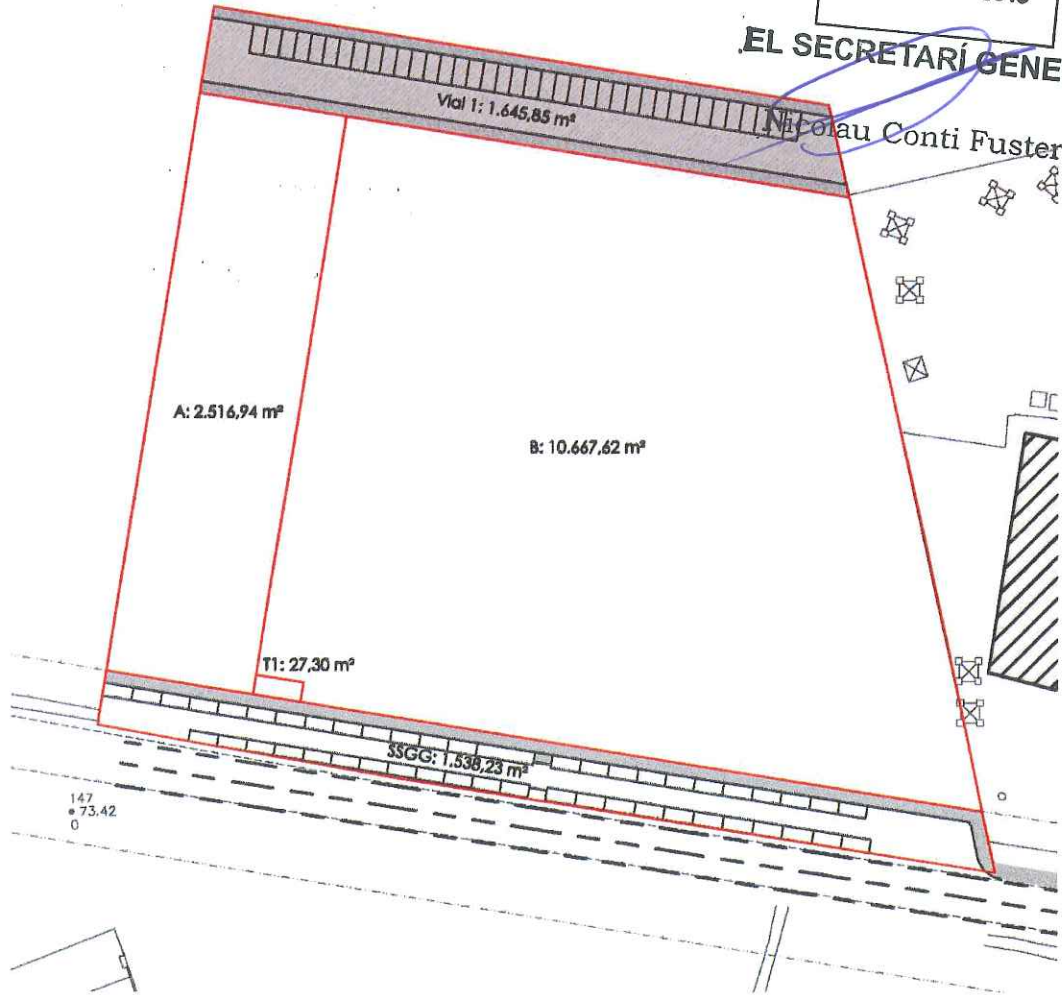 EL SECRETARÍ GENE
Nicolau Conti Fuster
Vial 1: 1.645,85 m²
A: 2.516,94 m²
B: 10.667,62 m²
T1: 27,30 m²
SSGG: 1.538,23 m²
147
73.42
0